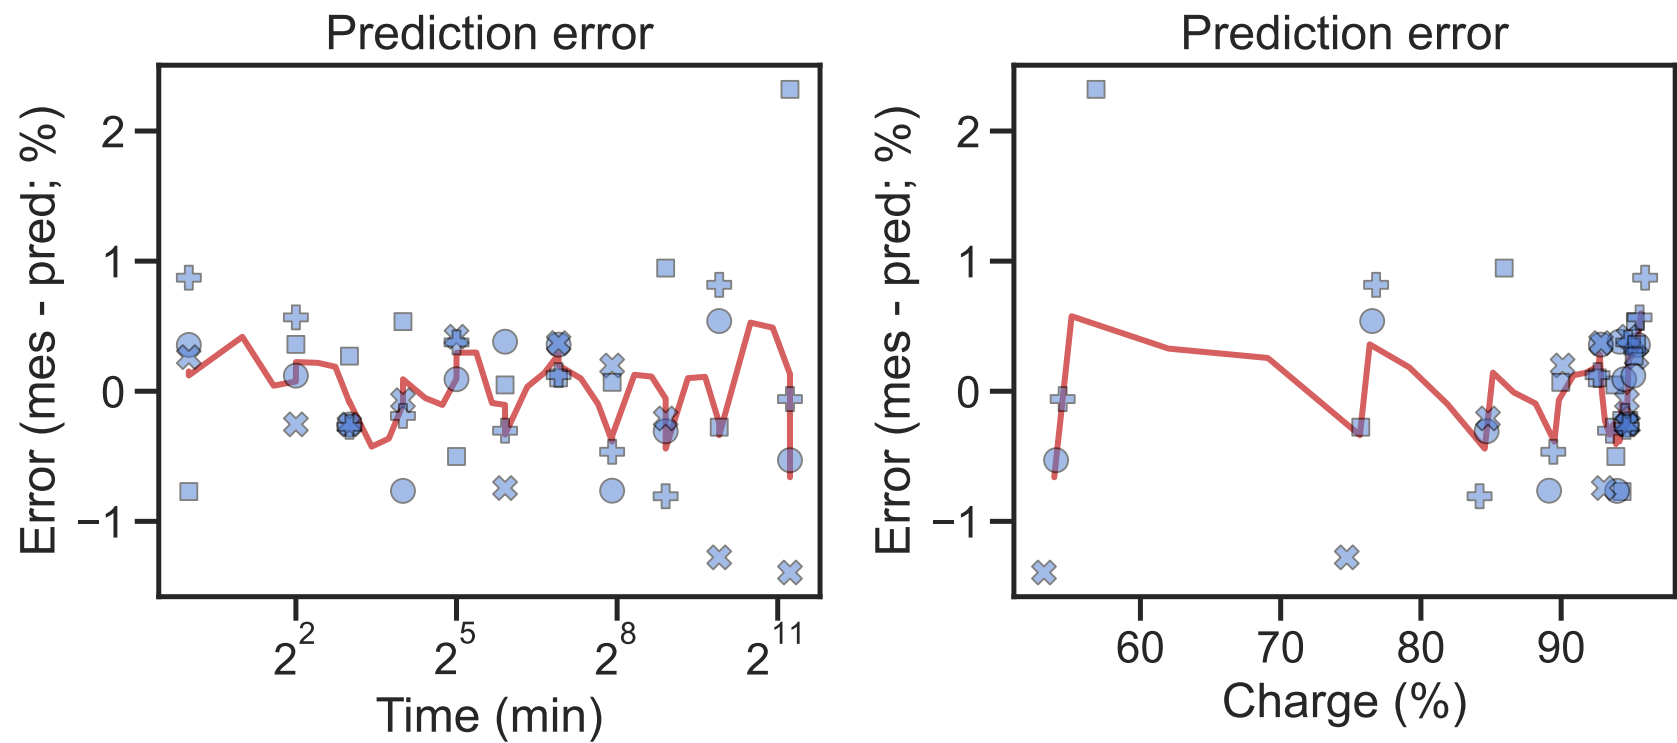 Prediction error
Error (mes - pred; %)
2
1
0
−1
2^2
2^5
2^8
2^11
Time (min)
Prediction error
Error (mes - pred; %)
2
1
0
−1
60
70
80
90
Charge (%)